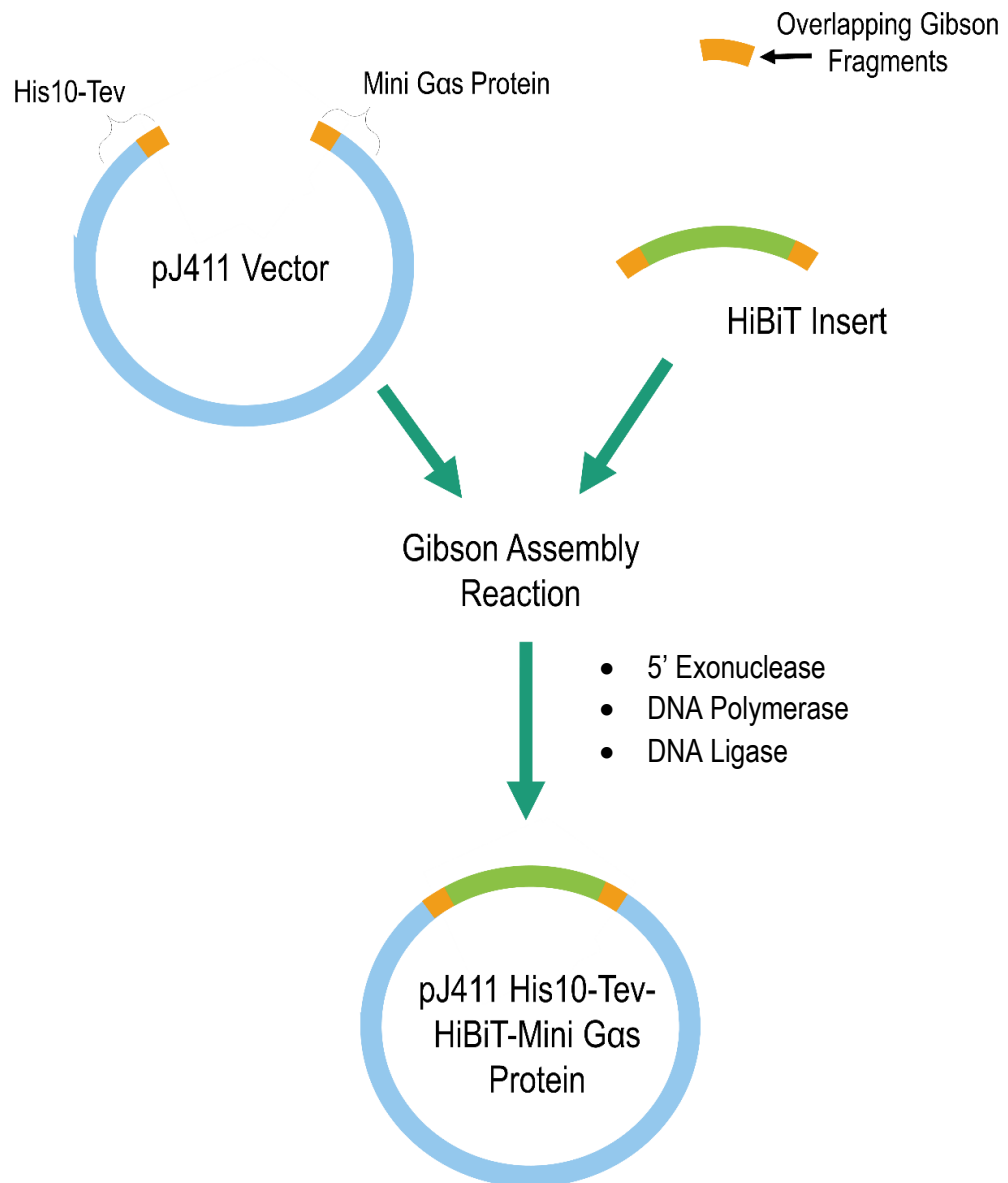 Overlapping Gibson
Fragments
His10-Tev
Mini Gαs Protein
pJ411 Vector
HiBiT Insert
Gibson Assembly
Reaction
• 5’ Exonuclease
• DNA Polymerase
• DNA Ligase
pJ411 His10-Tev-
HiBiT-Mini Gαs
Protein